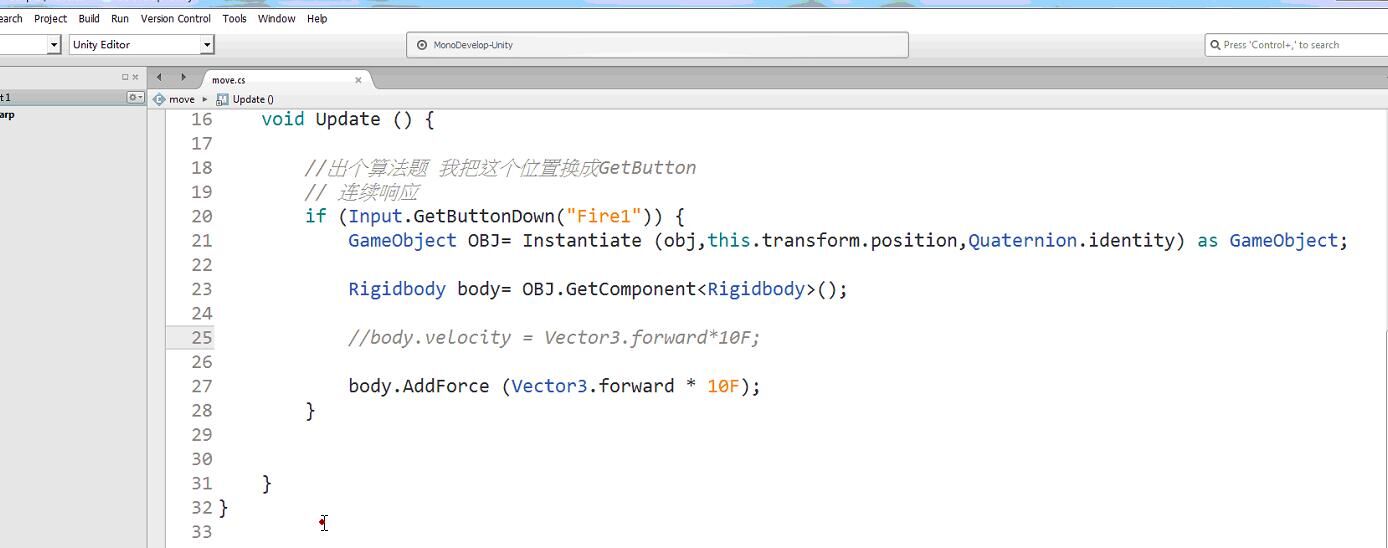 earch Project Build Run Version Control Tools Window Help
Unity Editor MonoDevelop-Unity Press 'Control+,' to search
move.cs
t1
move Update ()
arp
16 void Update () {
17
18 //出个算法题 我把这个位置换成GetButton
19 // 连续响应
20 if (Input.GetButtonDown("Fire1")) {
21 GameObject OBJ= Instantiate (obj,this.transform.position,Quaternion.identity) as GameObject;
22
23 Rigidbody body= OBJ.GetComponent<Rigidbody>();
24
25 //body.velocity = Vector3.forward*10F;
26
27 body.AddForce (Vector3.forward * 10F);
28 }
29
30
31 }
32 }
33